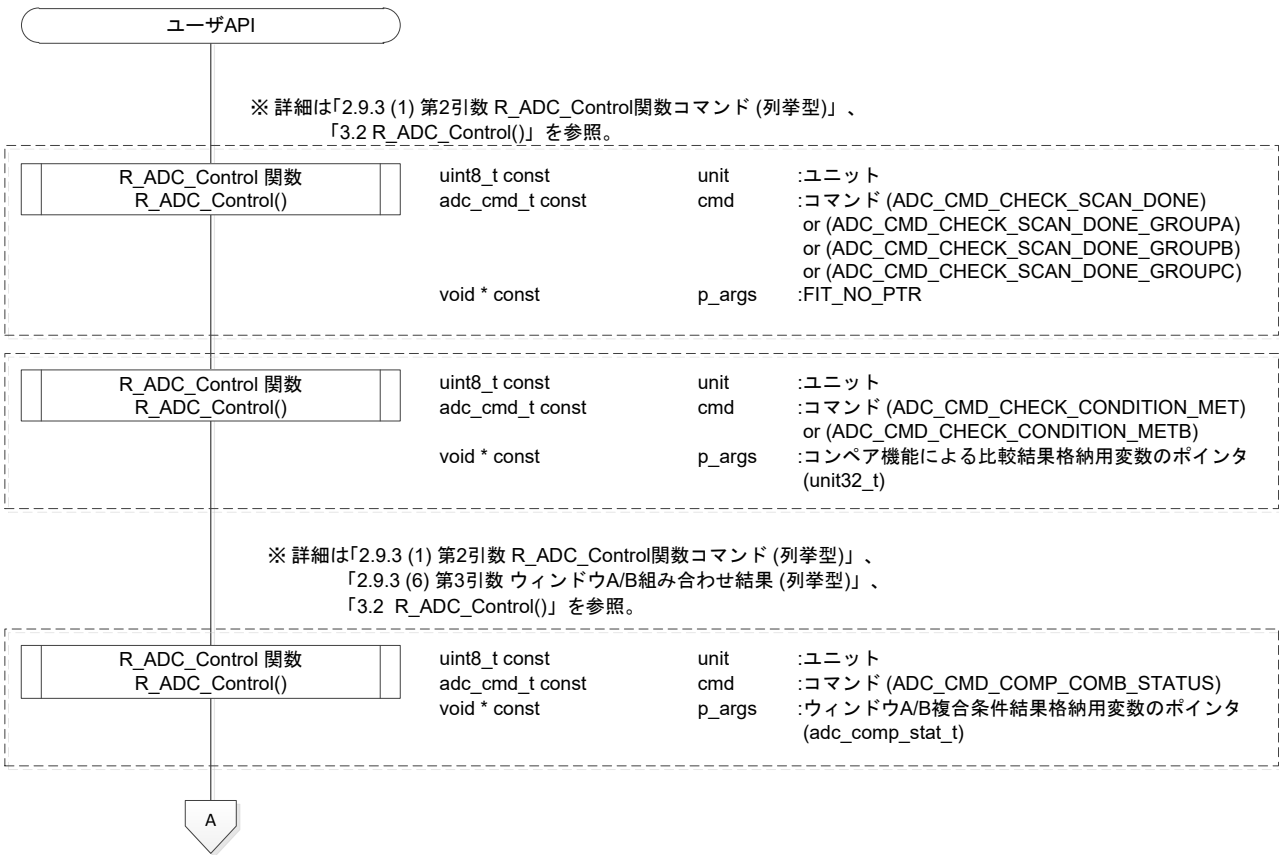 ユーザAPI
※ 詳細は「2.9.3 (1) 第2引数 R_ADC_Control関数コマンド (列挙型)」、
「3.2 R_ADC_Control()」を参照。
R_ADC_Control 関数
R_ADC_Control()
uint8_t const unit :ユニット
adc_cmd_t const cmd :コマンド (ADC_CMD_CHECK_SCAN_DONE)
or (ADC_CMD_CHECK_SCAN_DONE_GROUPA)
or (ADC_CMD_CHECK_SCAN_DONE_GROUPB)
or (ADC_CMD_CHECK_SCAN_DONE_GROUPC)
void * const p_args :FIT_NO_PTR
R_ADC_Control 関数
R_ADC_Control()
uint8_t const unit :ユニット
adc_cmd_t const cmd :コマンド (ADC_CMD_CHECK_CONDITION_MET)
or (ADC_CMD_CHECK_CONDITION_METB)
void * const p_args :コンペア機能による比較結果格納用変数のポインタ
(unit32_t)
※ 詳細は「2.9.3 (1) 第2引数 R_ADC_Control関数コマンド (列挙型)」、
「2.9.3 (6) 第3引数 ウィンドウA/B組み合わせ結果 (列挙型)」、
「3.2 R_ADC_Control()」を参照。
R_ADC_Control 関数
R_ADC_Control()
uint8_t const unit :ユニット
adc_cmd_t const cmd :コマンド (ADC_CMD_COMP_COMB_STATUS)
void * const p_args :ウィンドウA/B複合条件結果格納用変数のポインタ
(adc_comp_stat_t)
A